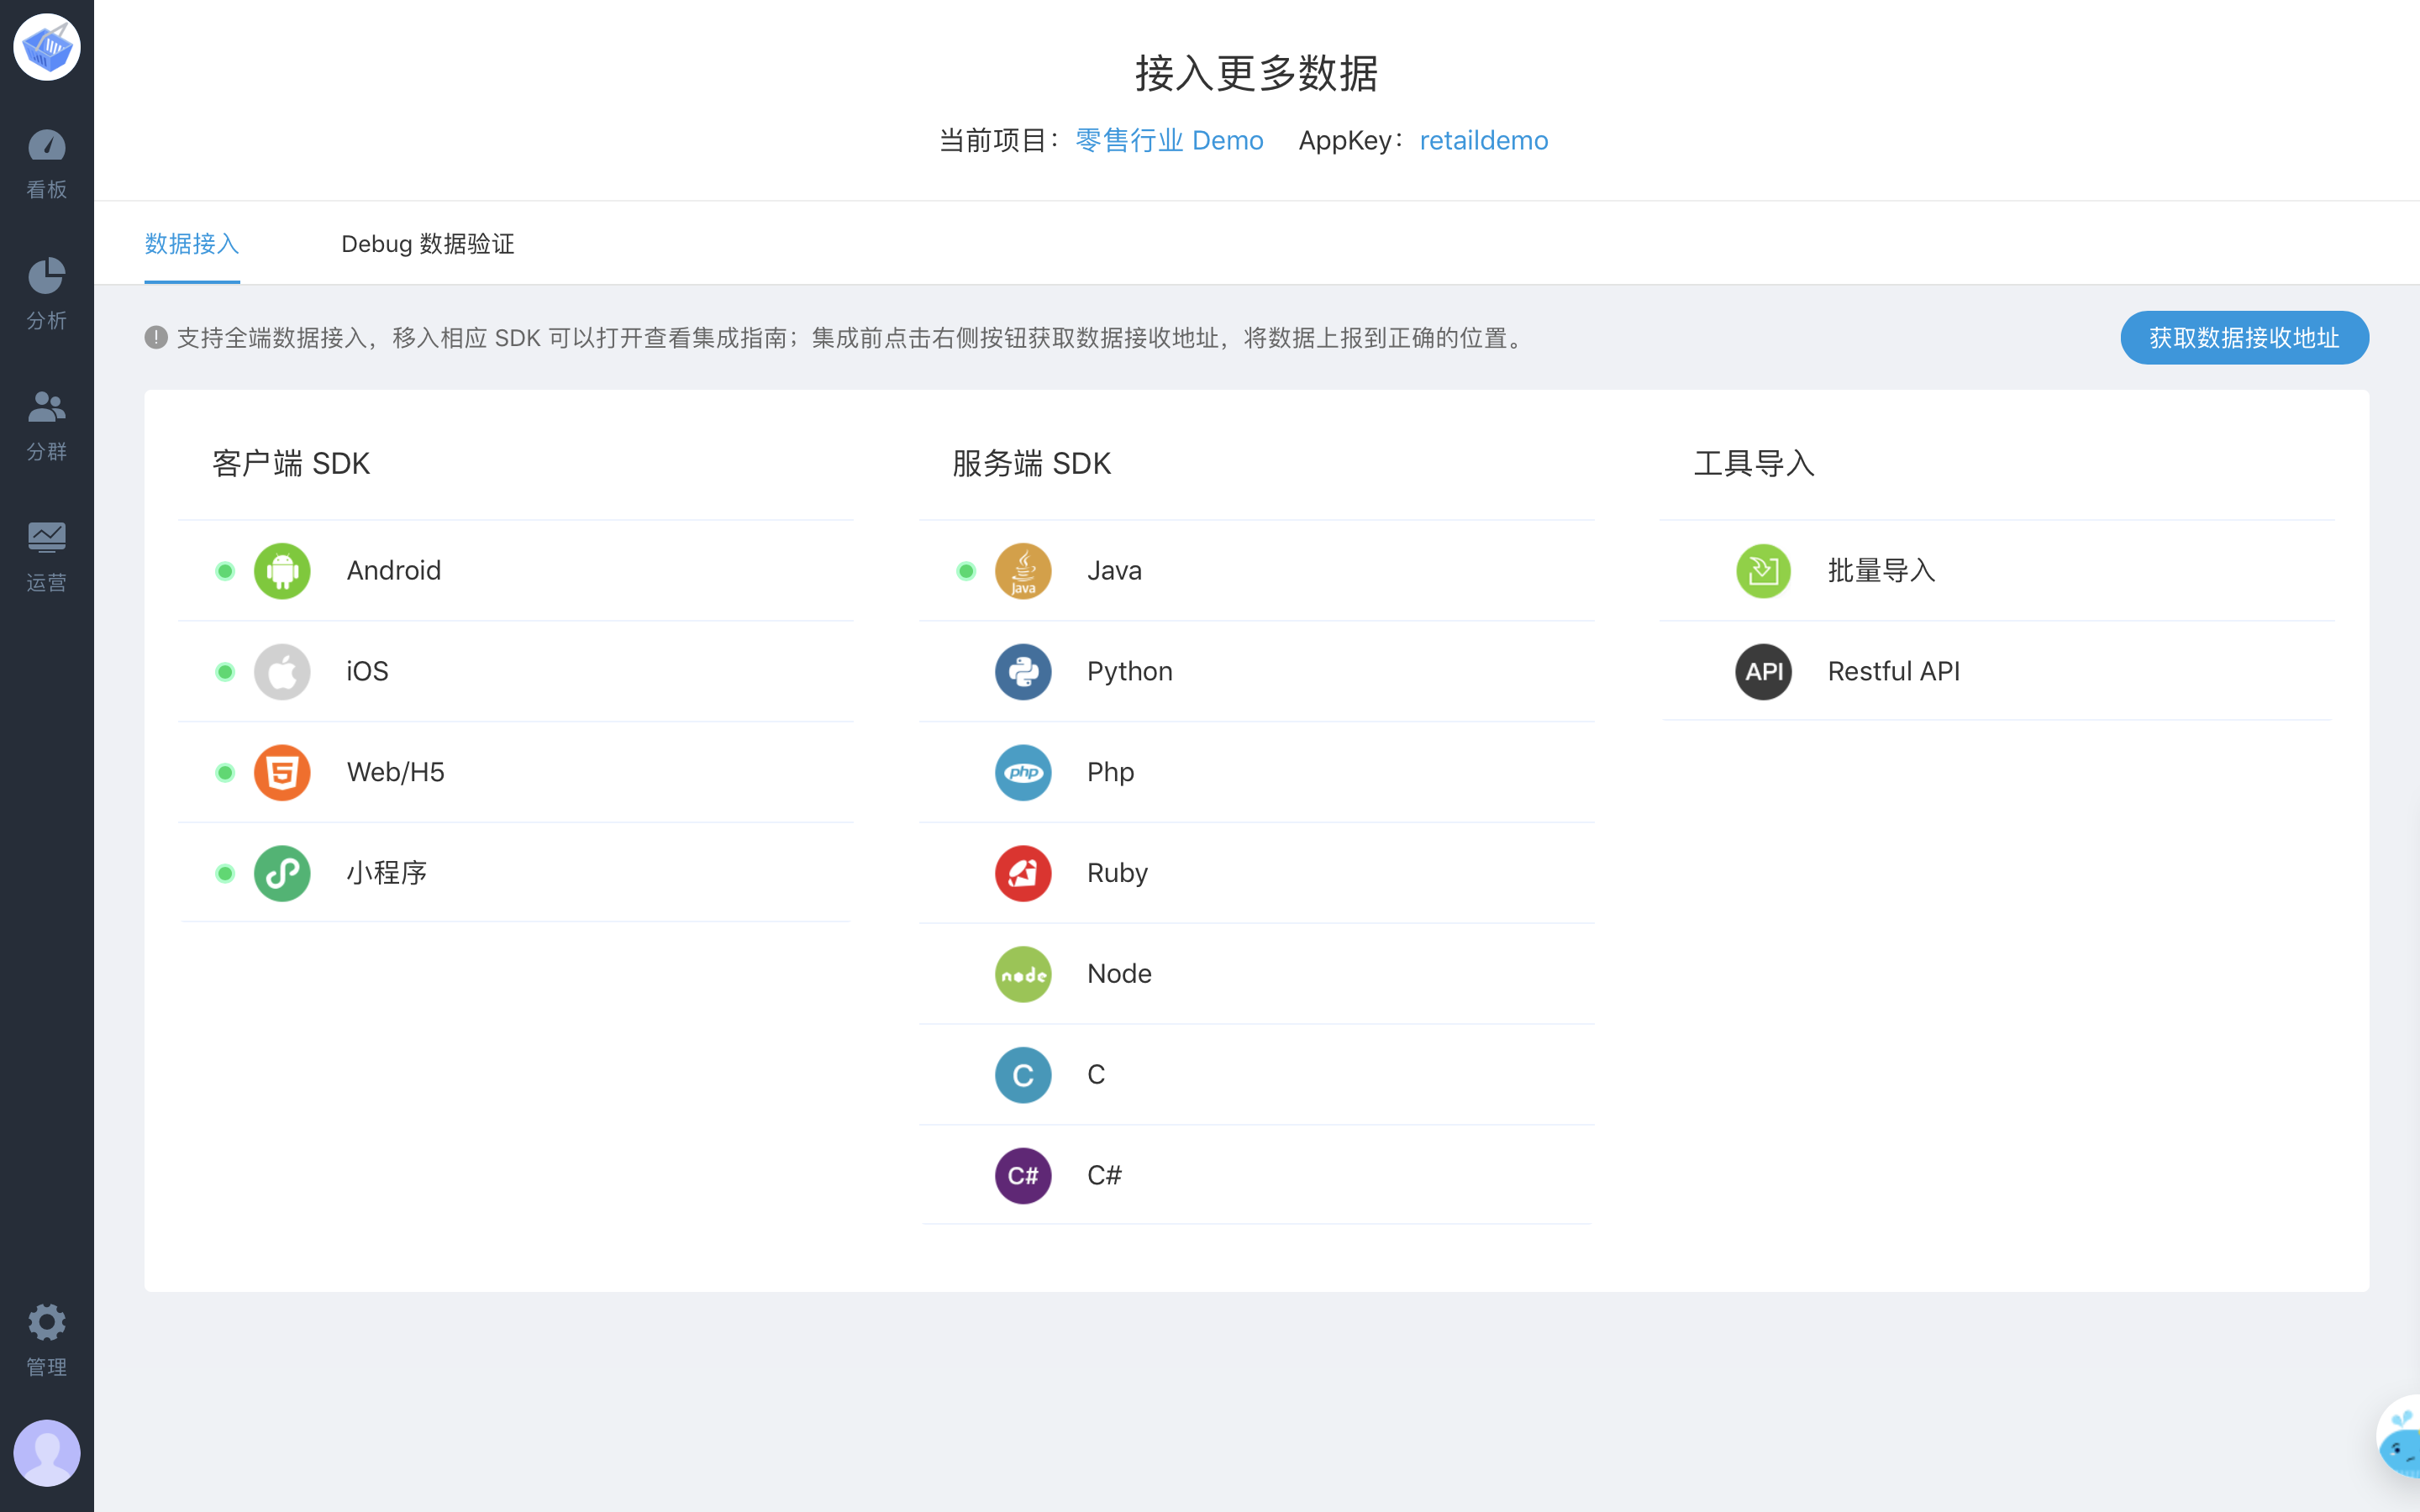 接入更多数据
当前项目：零售行业 Demo AppKey：retaildemo
看板
分析
分群
运营
管理
数据接入 Debug 数据验证
支持全端数据接入，移入相应 SDK 可以打开查看集成指南；集成前点击右侧按钮获取数据接收地址，将数据上报到正确的位置。
获取数据接收地址
客户端 SDK
Android
iOS
Web/H5
小程序
服务端 SDK
Java
Java
Python
php
Php
Ruby
node
Node
C
C
C#
C#
工具导入
批量导入
API
Restful API